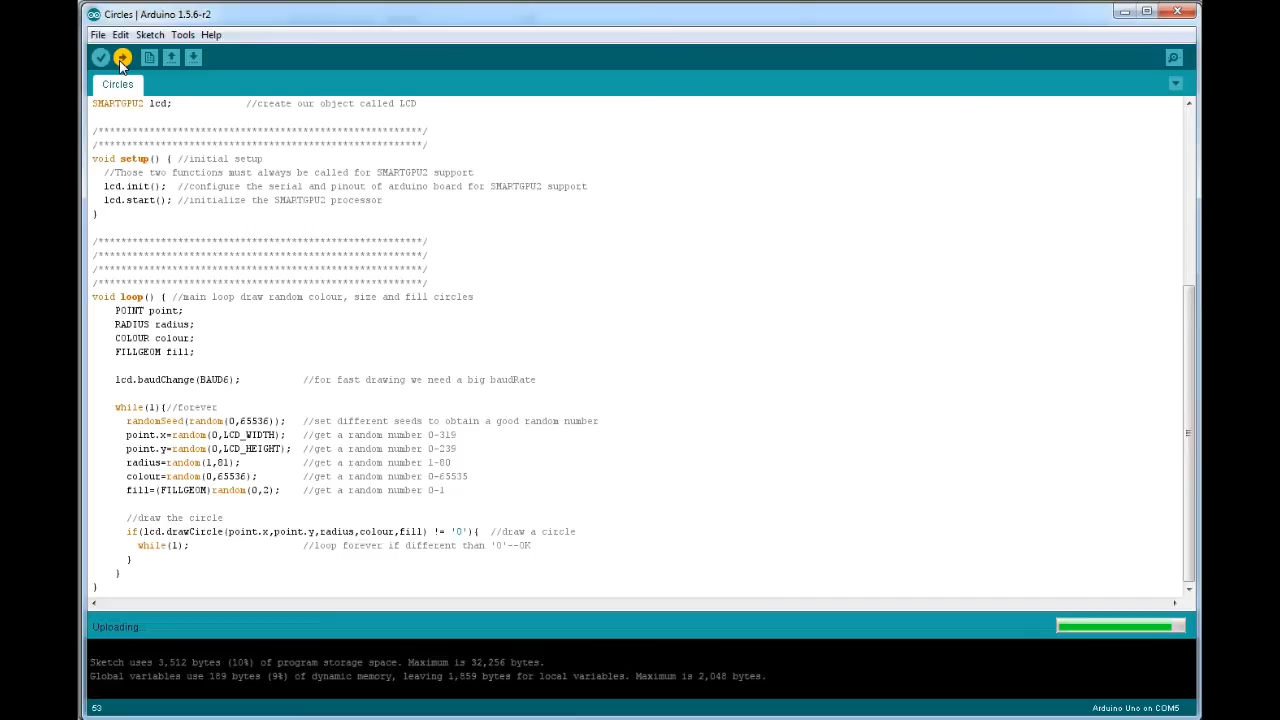 Circles | Arduino 1.5.6-r2
File Edit Sketch Tools Help
Circles
SMARTGPU2 lcd;             //create our object called LCD
/*********************************************************/
/*********************************************************/
void setup() { //initial setup
  //Those two functions must always be called for SMARTGPU2 support
  lcd.init();  //configure the serial and pinout of arduino board for SMARTGPU2 support
  lcd.start(); //initialize the SMARTGPU2 processor
}
/*********************************************************/
/*********************************************************/
/*********************************************************/
/*********************************************************/
void loop() { //main loop draw random colour, size and fill circles
    POINT point;
    RADIUS radius;
    COLOUR colour;
    FILLGEOM fill;
    lcd.baudChange(BAUD6);           //for fast drawing we need a big baudRate
    while(1){//forever
      randomSeed(random(0,65536));   //set different seeds to obtain a good random number
      point.x=random(0,LCD_WIDTH);   //get a random number 0-319
      point.y=random(0,LCD_HEIGHT);  //get a random number 0-239
      radius=random(1,81);           //get a random number 1-80
      colour=random(0,65536);        //get a random number 0-65535
      fill=(FILLGEOM)random(0,2);    //get a random number 0-1
      //draw the circle
      if(lcd.drawCircle(point.x,point.y,radius,colour,fill) != '0'){  //draw a circle
        while(1);                    //loop forever if different than '0'--OK
      }
    }
}
Uploading...
Sketch uses 3,512 bytes (10%) of program storage space. Maximum is 32,256 bytes.
Global variables use 189 bytes (9%) of dynamic memory, leaving 1,859 bytes for local variables. Maximum is 2,048 bytes.
53 Arduino Uno on COM5